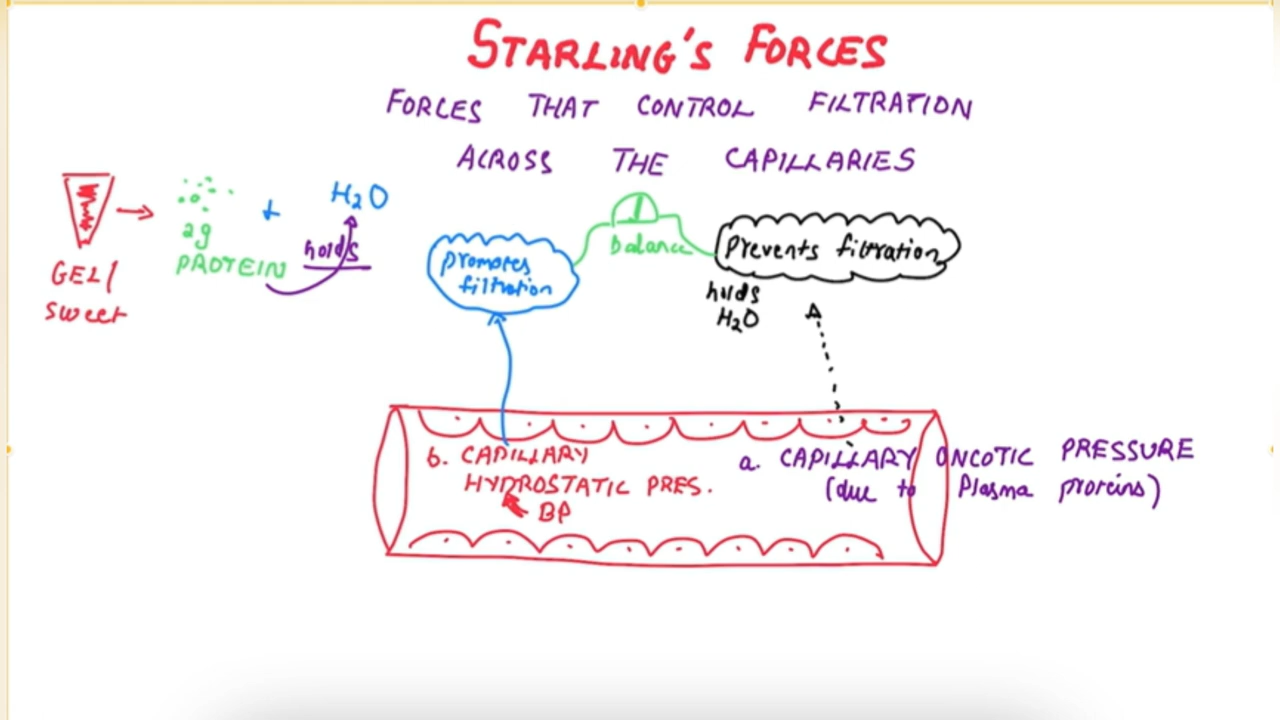 STARLING'S FORCES
FORCES THAT CONTROL FILTRATION
ACROSS THE CAPILLARIES
H₂O
+
2g
PROTEIN
holds
GEL/
sweet
promotes
filtration
balance
Prevents filtration
holds
H₂O
b. CAPILLARY
HYDROSTATIC PRES.
BP
a. CAPILLARY ONCOTIC PRESSURE
(due to Plasma proteins)